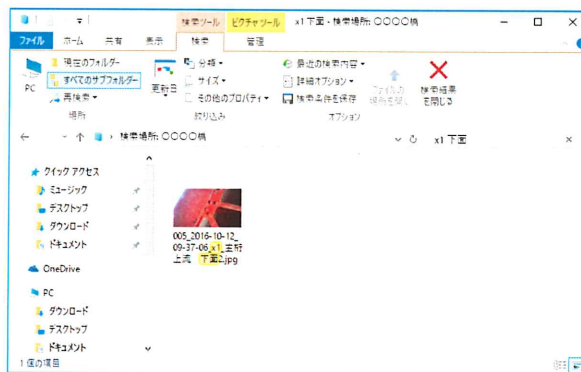 検索ツール ピクチャツール x1 下面 - 検索場所: 〇〇〇〇橋
ファイル ホーム 共有 表示 検索 管理
PC
現在のフォルダー
すべてのサブフォルダー
再検索
場所
更新日
分類
サイズ
その他のプロパティ
絞り込み
最近の検索内容
詳細オプション
検索条件を保存
ファイルの
場所を開く
オプション
検索結果
を閉じる
検索場所: 〇〇〇〇橋
x1 下面
クイック アクセス
ミュージック
デスクトップ
ダウンロード
ドキュメント
OneDrive
PC
ダウンロード
デスクトップ
ドキュメント
005_2016-10-12_
09-37-06_x1_主桁
上流 下面2.jpg
1 個の項目